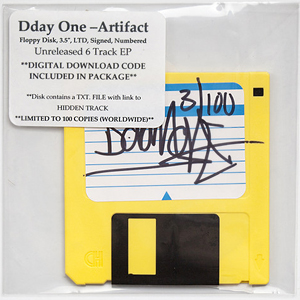 Dday One –Artifact
Floppy Disk, 3.5", LTD, Signed, Numbered
Unreleased 6 Track EP
**DIGITAL DOWNLOAD CODE
INCLUDED IN PACKAGE**
*Disk contains a TXT. FILE with link to
HIDDEN TRACK
**LIMITED TO 100 COPIES (WORLDWIDE)**
3/100